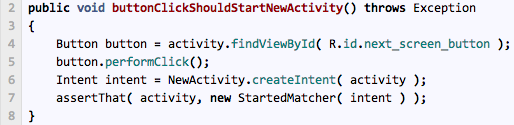 2 public void buttonClickShouldStartNewActivity() throws Exception
3 {
4     Button button = activity.findViewById( R.id.next_screen_button );
5     button.performClick();
6     Intent intent = NewActivity.createIntent( activity );
7     assertThat( activity, new StartedMatcher( intent ) );
8 }